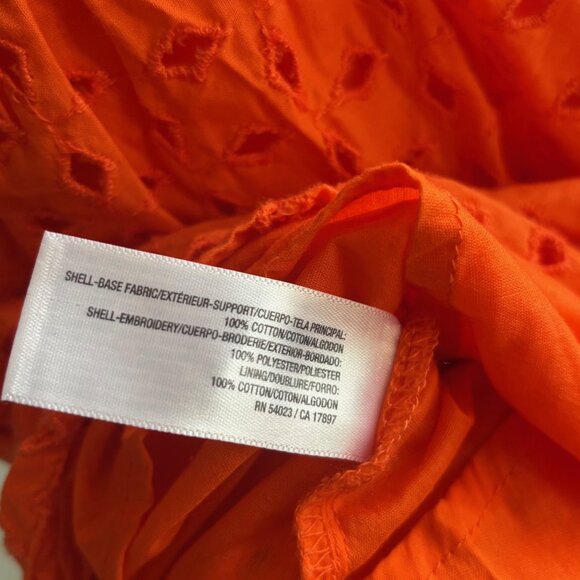 SHELL-BASE FABRIC/EXTÉRIEUR-SUPPORT/CUERPO-TELA PRINCIPAL:
100% COTTON/COTON/ALGODON
SHELL-EMBROIDERY/CUERPO-BRODERIE/EXTERIOR-BORDADO:
100% POLYESTER/POLIESTER
LINING/DOUBLURE/FORRO:
100% COTTON/COTON/ALGODON
RN 54023 / CA 17897